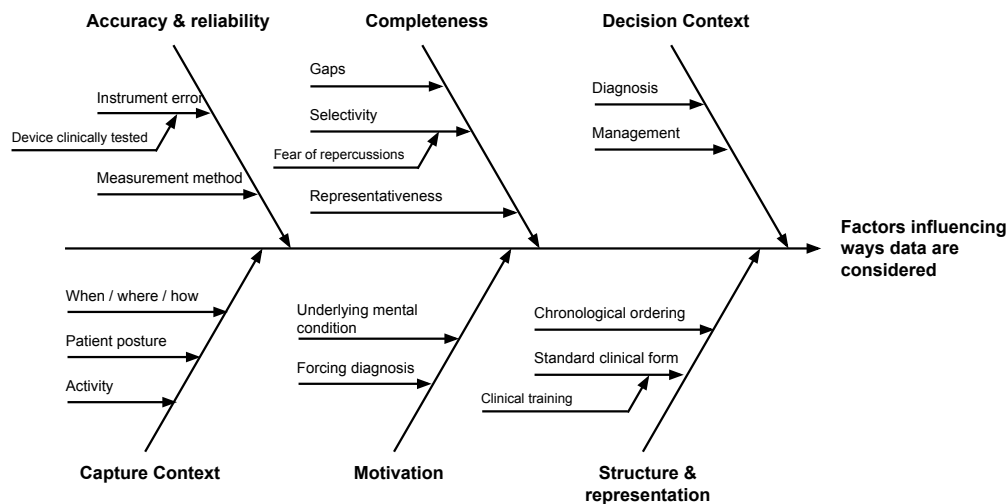 Accuracy & reliability
Completeness
Decision Context
Gaps
Instrument error
Diagnosis
Selectivity
Device clinically tested
Management
Fear of repercussions
Measurement method
Representativeness
Factors influencing
ways data are
considered
When / where / how
Underlying mental
condition
Chronological ordering
Patient posture
Standard clinical form
Forcing diagnosis
Activity
Clinical training
Capture Context
Motivation
Structure &
representation